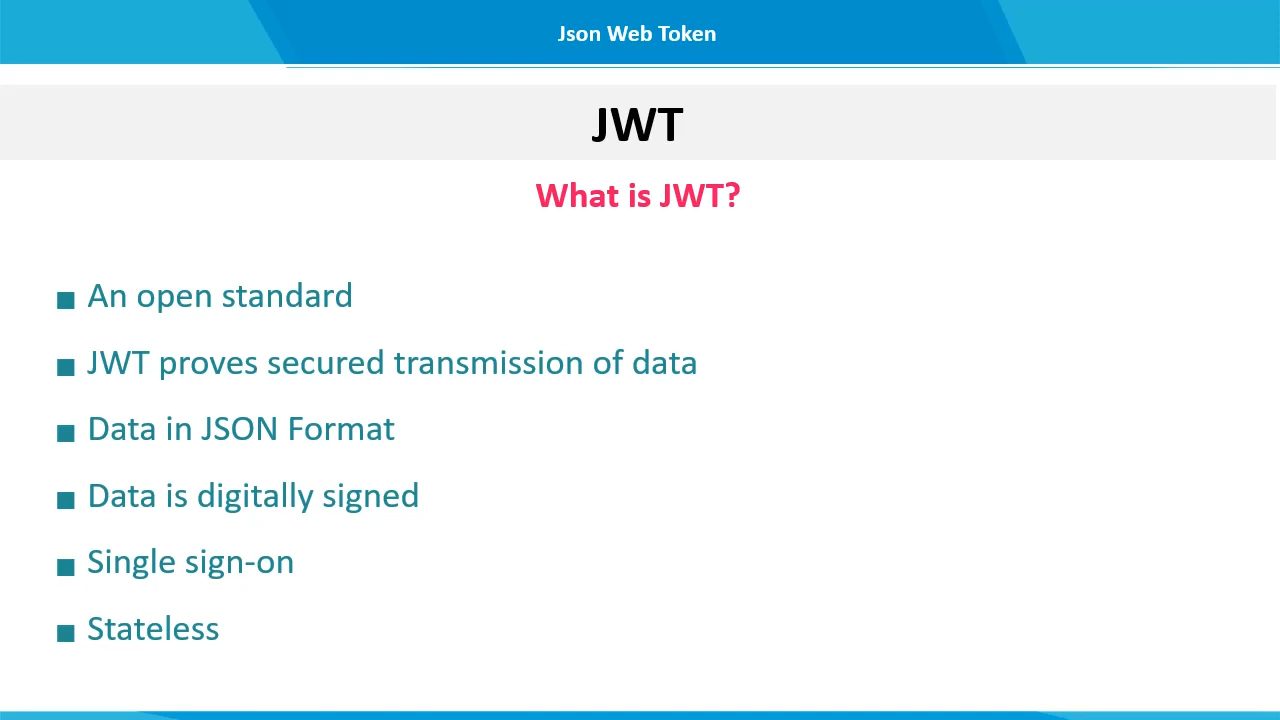 Json Web Token
JWT
What is JWT?
An open standard
JWT proves secured transmission of data
Data in JSON Format
Data is digitally signed
Single sign-on
Stateless